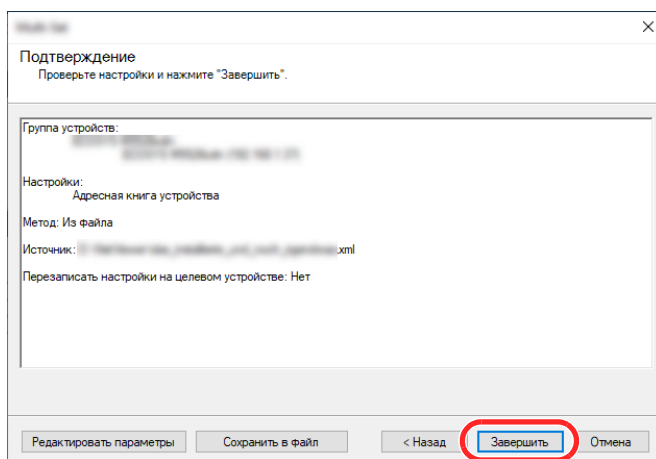 Подтверждение
Проверьте настройки и нажмите "Завершить".
Группа устройств:
Настройки:
Адресная книга устройства
Метод: Из файла
Источник: .xml
Перезаписать настройки на целевом устройстве: Нет
Редактировать параметры Сохранить в файл < Назад Завершить Отмена